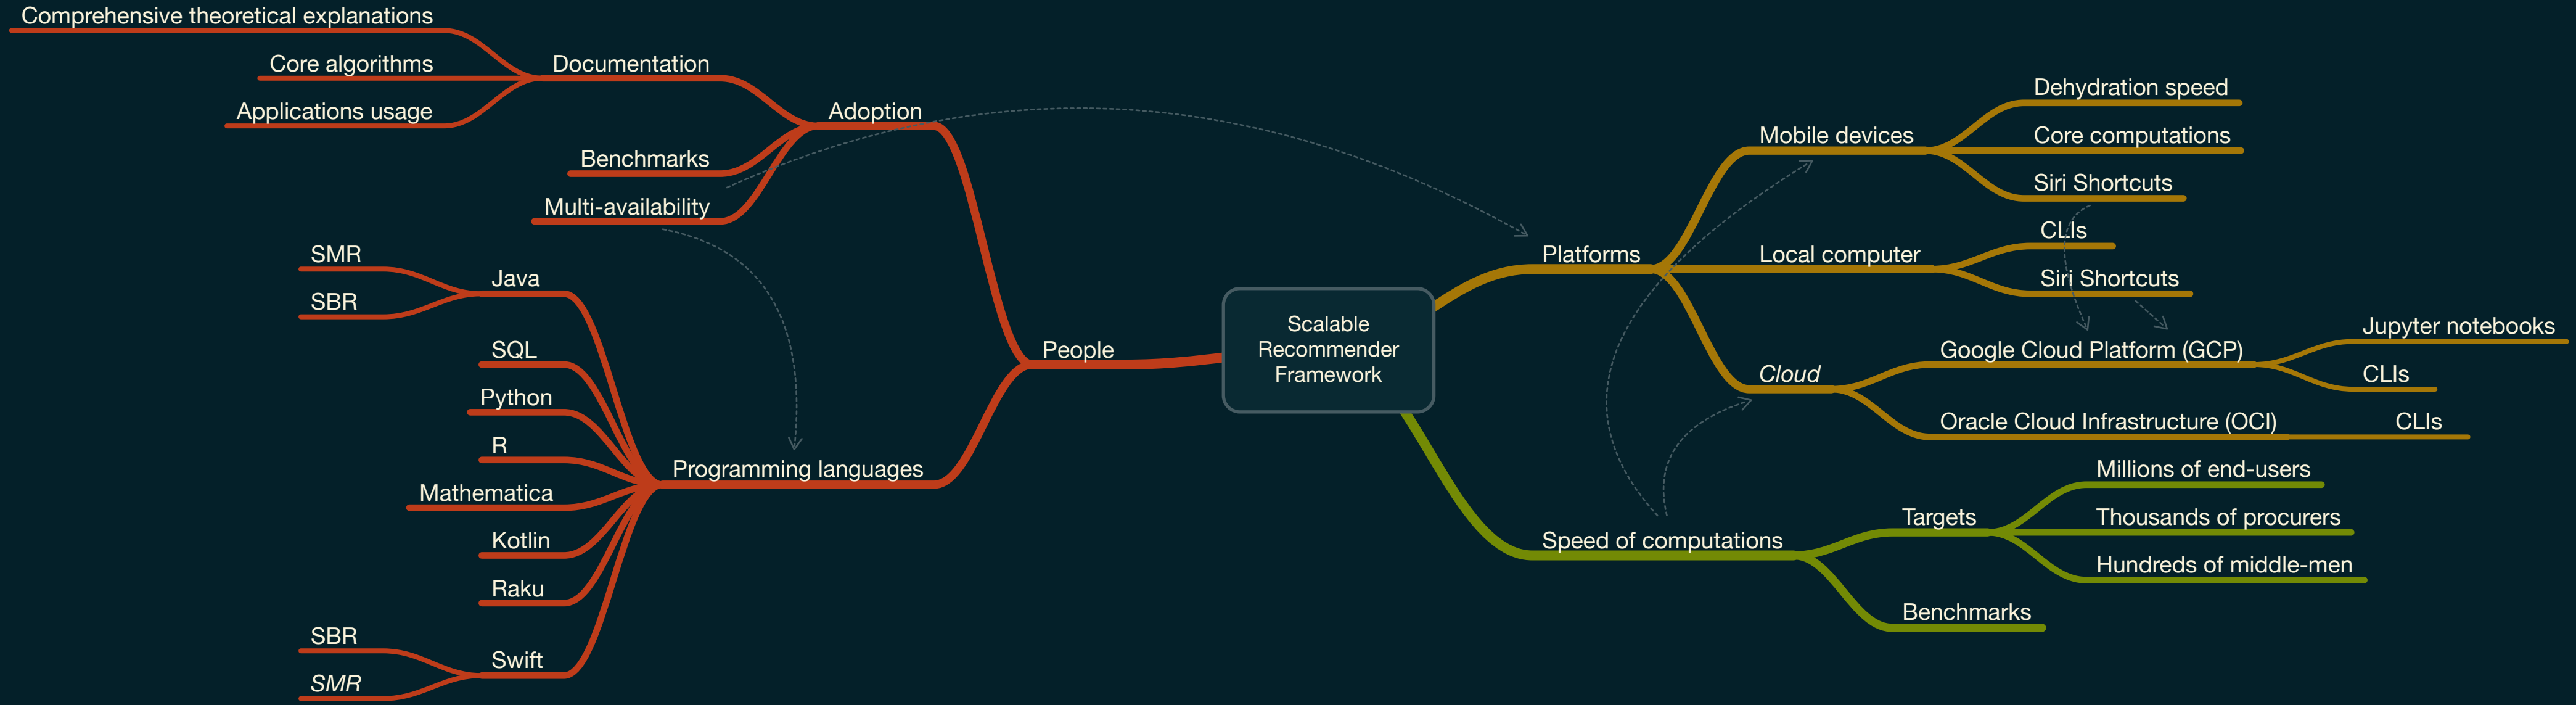 Comprehensive theoretical explanations
Core algorithms
Applications usage
Documentation
Benchmarks
Multi-availability
Adoption
SMR
SBR
Java
SQL
Python
R
Mathematica
Kotlin
Raku
SBR
SMR
Swift
Programming languages
People
Scalable
Recommender
Framework
Platforms
Mobile devices
Dehydration speed
Core computations
Siri Shortcuts
Local computer
CLIs
Siri Shortcuts
Cloud
Google Cloud Platform (GCP)
Jupyter notebooks
CLIs
Oracle Cloud Infrastructure (OCI)
CLIs
Speed of computations
Targets
Millions of end-users
Thousands of procurers
Hundreds of middle-men
Benchmarks